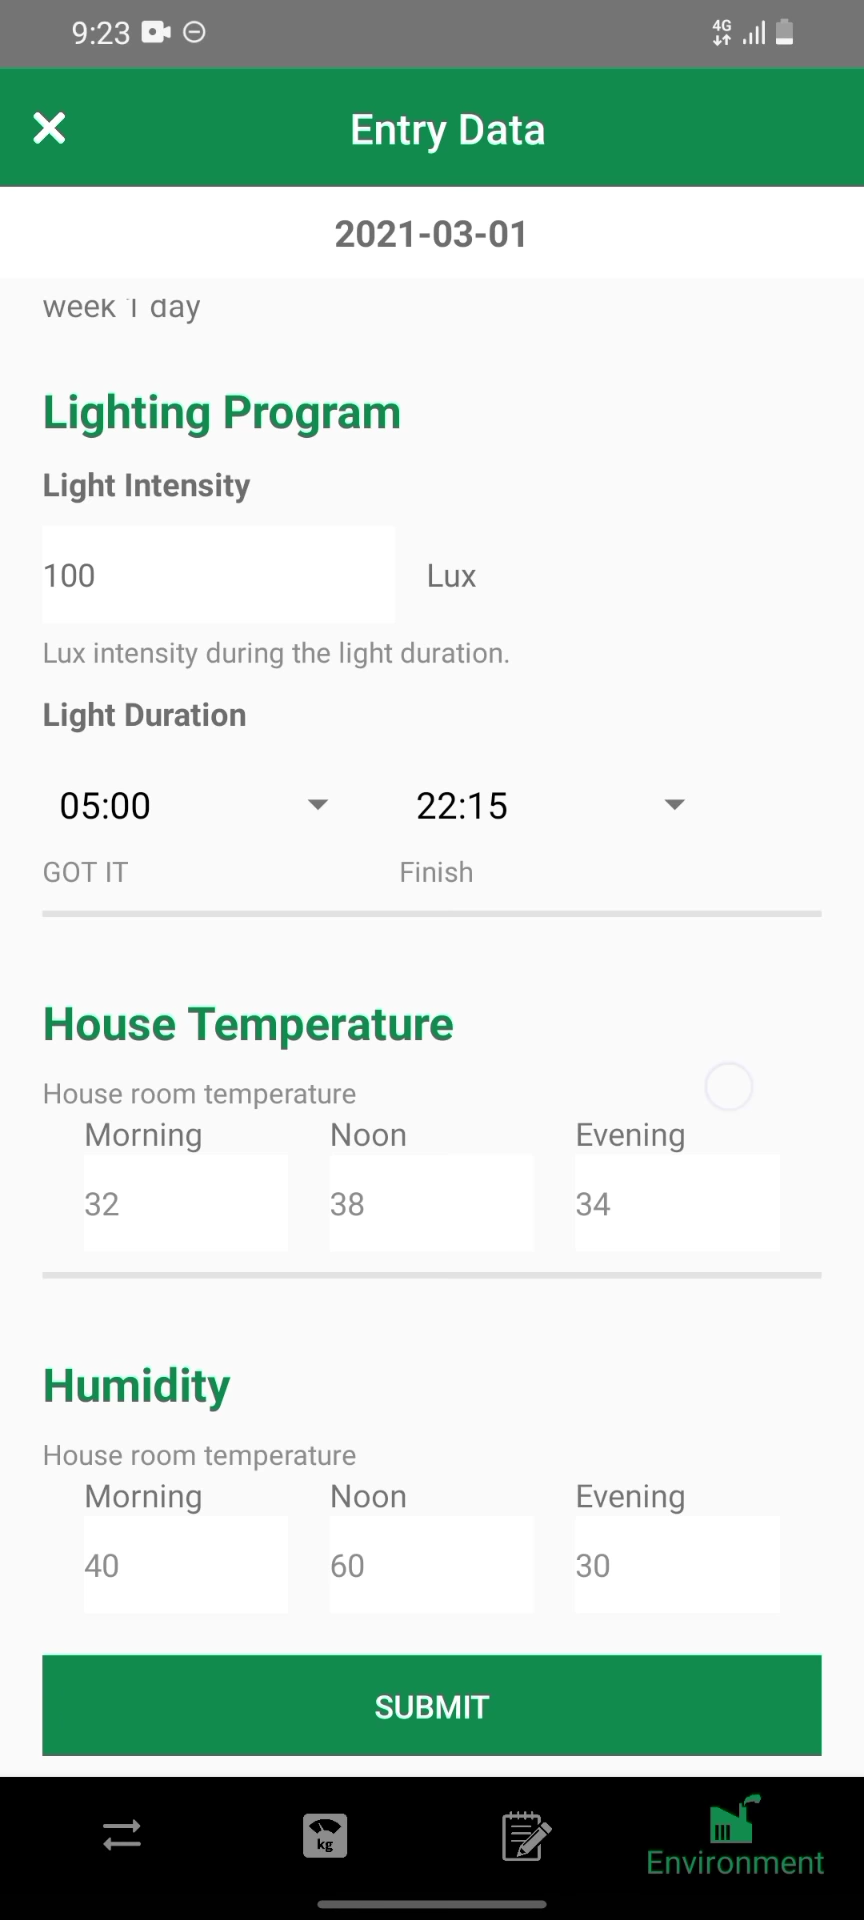 9:23
4G
Entry Data
2021-03-01
week 1 day
Lighting Program
Light Intensity
100 Lux
Lux intensity during the light duration.
Light Duration
05:00 22:15
GOT IT Finish
House Temperature
House room temperature
Morning Noon Evening
32 38 34
Humidity
House room temperature
Morning Noon Evening
40 60 30
SUBMIT
kg
Environment